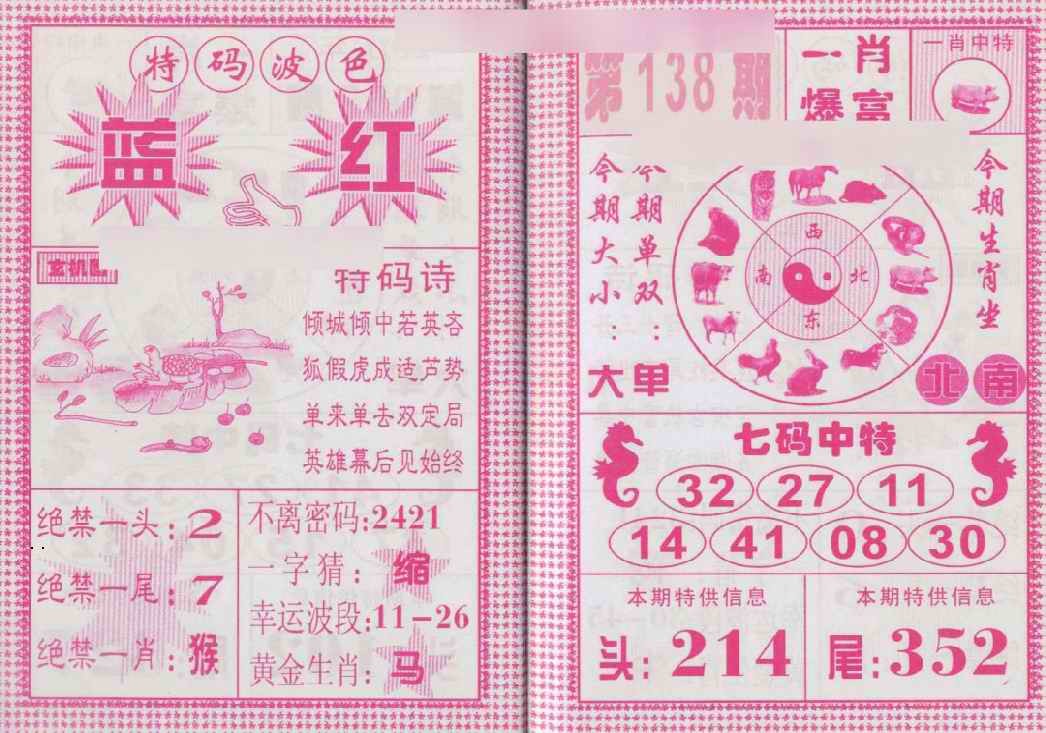 特码波色
蓝 红
玄机
特码诗
倾城倾中若英吝
狐假虎成适芦势
单来单去双定局
英雄幕后见始终
绝禁一头:2
绝禁一尾:7
绝禁一肖:猴
不离密码:2421
一字猜:缩
幸运波段:11-26
黄金生肖:马
第138期
一肖
爆富
一肖中特
今期大小:
大
今期单双:
单
西
南 北
东
今期生肖坐
北 南
七码中特
32 27 11
14 41 08 30
本期特供信息
头:214
本期特供信息
尾:352